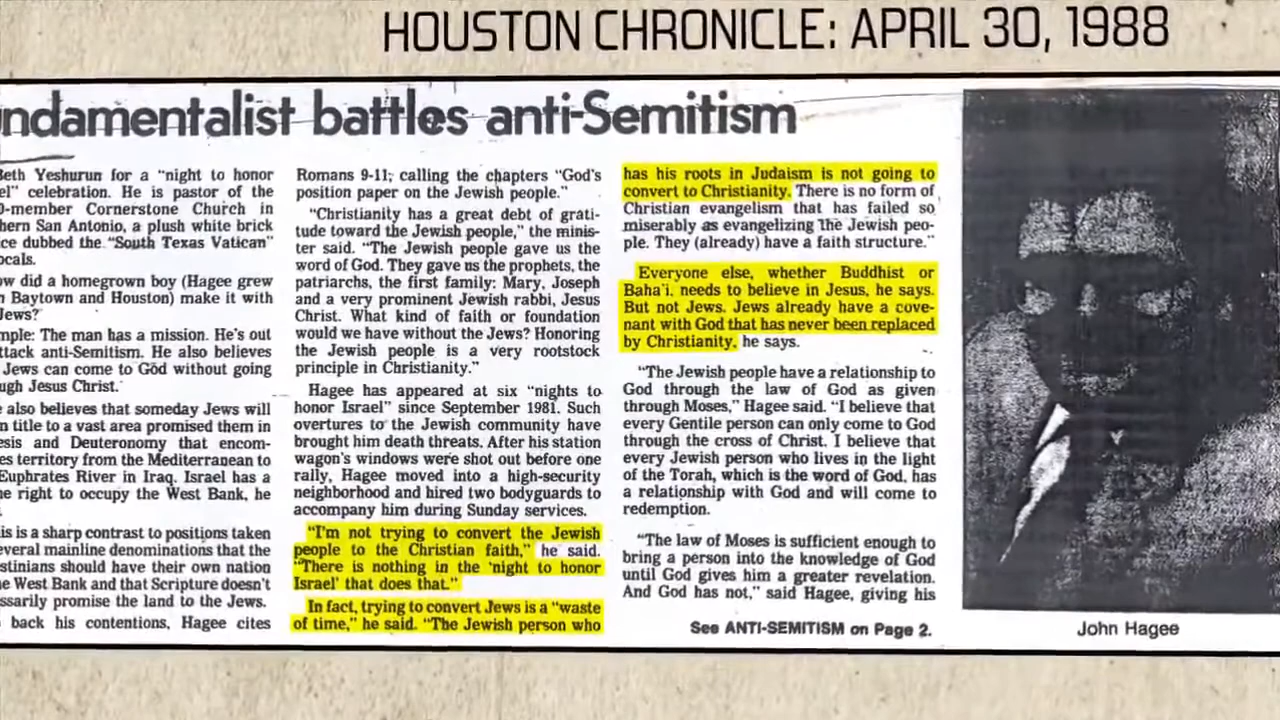 HOUSTON CHRONICLE: APRIL 30, 1988
ndamentalist battles anti-Semitism
Beth Yeshurun for a "night to honor
el" celebration. He is pastor of the
0-member Cornerstone Church in
hern San Antonio, a plush white brick
ce dubbed the "South Texas Vatican"
ocals.
ow did a homegrown boy (Hagee grew
n Baytown and Houston) make it with
Jews?
mple: The man has a mission. He's out
ttack anti-Semitism. He also believes
Jews can come to God without going
ugh Jesus Christ.
e also believes that someday Jews will
n title to a vast area promised them in
esis and Deuteronomy that encom-
es territory from the Mediterranean to
Euphrates River in Iraq. Israel has a
he right to occupy the West Bank, he
is is a sharp contrast to positions taken
everal mainline denominations that the
stinians should have their own nation
he West Bank and that Scripture doesn't
ssarily promise the land to the Jews.
back his contentions, Hagee cites
Romans 9-11, calling the chapters "God's
position paper on the Jewish people."
"Christianity has a great debt of grati-
tude toward the Jewish people," the minis-
ter said. "The Jewish people gave us the
word of God. They gave us the prophets, the
patriarchs, the first family: Mary, Joseph
and a very prominent Jewish rabbi, Jesus
Christ. What kind of faith or foundation
would we have without the Jews? Honoring
the Jewish people is a very rootstock
principle in Christianity."
Hagee has appeared at six "nights to
honor Israel" since September 1981. Such
overtures to the Jewish community have
brought him death threats. After his station
wagon's windows were shot out before one
rally, Hagee moved into a high-security
neighborhood and hired two bodyguards to
accompany him during Sunday services.
"I'm not trying to convert the Jewish
people to the Christian faith," he said.
"There is nothing in the 'night to honor
Israel' that does that."
In fact, trying to convert Jews is a "waste
of time," he said. "The Jewish person who
has his roots in Judaism is not going to
convert to Christianity. There is no form of
Christian evangelism that has failed so
miserably as evangelizing the Jewish peo-
ple. They (already) have a faith structure."
Everyone else, whether Buddhist or
Baha'i, needs to believe in Jesus, he says.
But not Jews. Jews already have a cove-
nant with God that has never been replaced
by Christianity, he says.
"The Jewish people have a relationship to
God through the law of God as given
through Moses," Hagee said. "I believe that
every Gentile person can only come to God
through the cross of Christ. I believe that
every Jewish person who lives in the light
of the Torah, which is the word of God, has
a relationship with God and will come to
redemption.
"The law of Moses is sufficient enough to
bring a person into the knowledge of God
until God gives him a greater revelation.
And God has not," said Hagee, giving his
See ANTI-SEMITISM on Page 2.
John Hagee